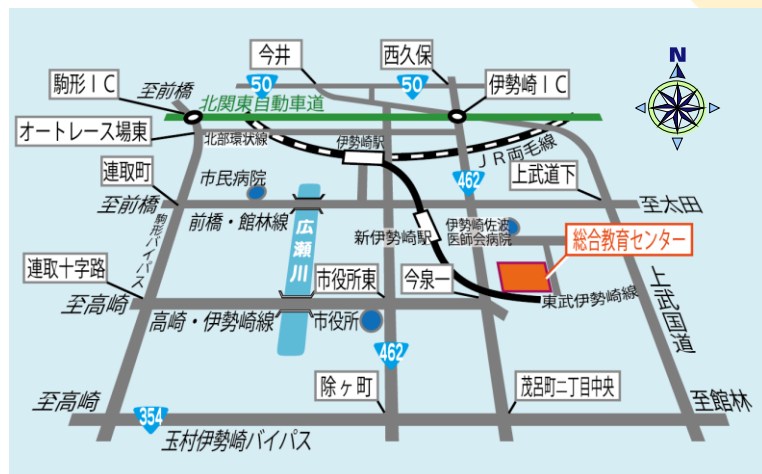 今井
西久保
N
駒形IC
至前橋
50
50
伊勢崎IC
北関東自動車道
オートレース場東
北部環状線
伊勢崎駅
JR両毛線
連取町
市民病院
462
上武道下
至前橋
前橋・館林線
至太田
駒形バイパス
広瀬川
新伊勢崎駅
伊勢崎佐波
医師会病院
総合教育センター
連取十字路
市役所東
今泉一
上武国道
至高崎
高崎・伊勢崎線
市役所
東武伊勢崎線
462
除ヶ町
茂呂町二丁目中央
至高崎
354
玉村伊勢崎バイパス
至館林